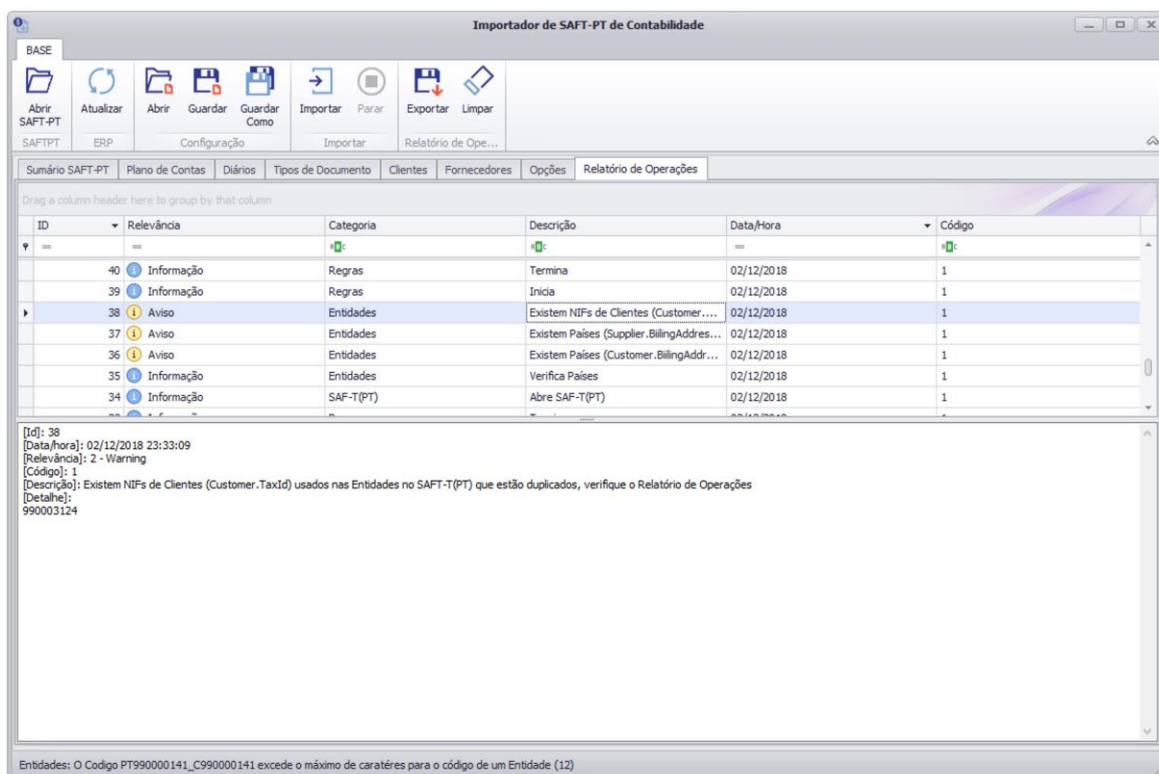 Importador de SAFT-PT de Contabilidade
BASE
Abrir SAFT-PT
Atualizar
Abrir
Guardar
Guardar Como
Importar
Parar
Exportar
Limpar
SAFTPT
ERP
Configuração
Importar
Relatório de Ope...
Sumário SAFT-PT
Plano de Contas
Diários
Tipos de Documento
Clientes
Fornecedores
Opções
Relatório de Operações
Drag a column header here to group by that column
ID Relevância Categoria Descrição Data/Hora Código
40 Informação Regras Termina 02/12/2018 1
39 Informação Regras Inicia 02/12/2018 1
38 Aviso Entidades Existem NIFs de Clientes (Customer.... 02/12/2018 1
37 Aviso Entidades Existem Países (Supplier.BiilingAddres... 02/12/2018 1
36 Aviso Entidades Existem Países (Customer.BiilingAddr... 02/12/2018 1
35 Informação Entidades Verifica Países 02/12/2018 1
34 Informação SAF-T(PT) Abre SAF-T(PT) 02/12/2018 1
[Id]: 38
[Data/hora]: 02/12/2018 23:33:09
[Relevância]: 2 - Warning
[Código]: 1
[Descrição]: Existem NIFs de Clientes (Customer.TaxId) usados nas Entidades no SAFT-T(PT) que estão duplicados, verifique o Relatório de Operações
[Detalhe]:
990003124
Entidades: O Codigo PT990000141_C990000141 excede o máximo de caratéres para o código de um Entidade (12)